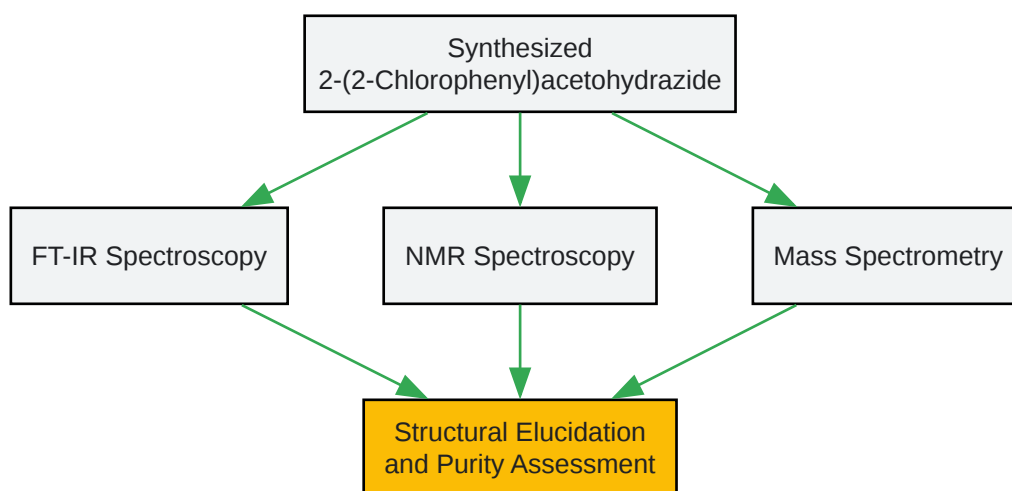 Synthesized
2-(2-Chlorophenyl)acetohydrazide
FT-IR Spectroscopy
NMR Spectroscopy
Mass Spectrometry
Structural Elucidation
and Purity Assessment